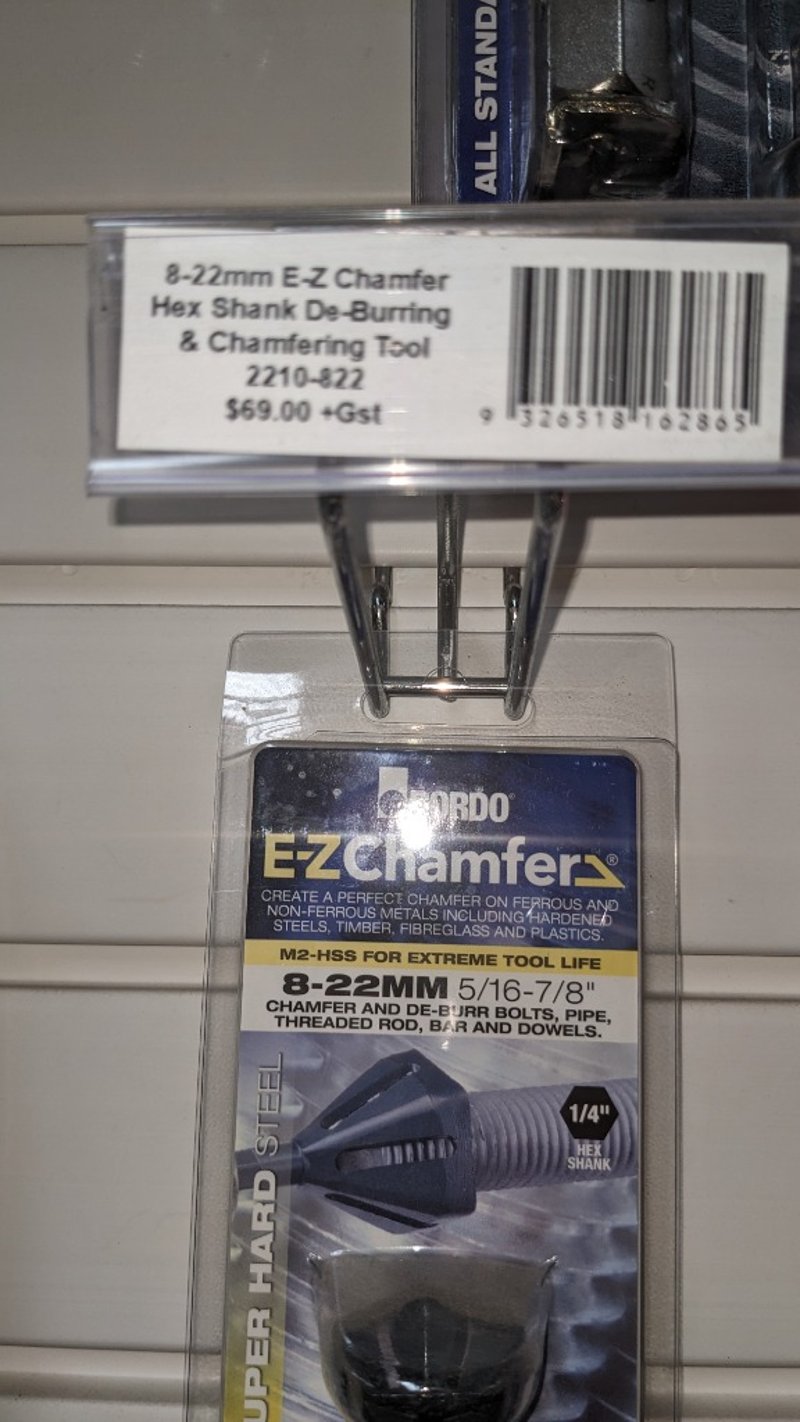 ALL STANDA
8-22mm E-Z Chamfer
Hex Shank De-Burring
& Chamfering Tool
2210-822
$69.00 +Gst
9 326518 162865
BORDO®
E-Z Chamfer®
CREATE A PERFECT CHAMFER ON FERROUS AND
NON-FERROUS METALS INCLUDING HARDENED
STEELS, TIMBER, FIBREGLASS AND PLASTICS.
M2-HSS FOR EXTREME TOOL LIFE
8-22MM 5/16-7/8"
CHAMFER AND DE-BURR BOLTS, PIPE,
THREADED ROD, BAR AND DOWELS.
1/4"
HEX
SHANK
UPER HARD STEEL